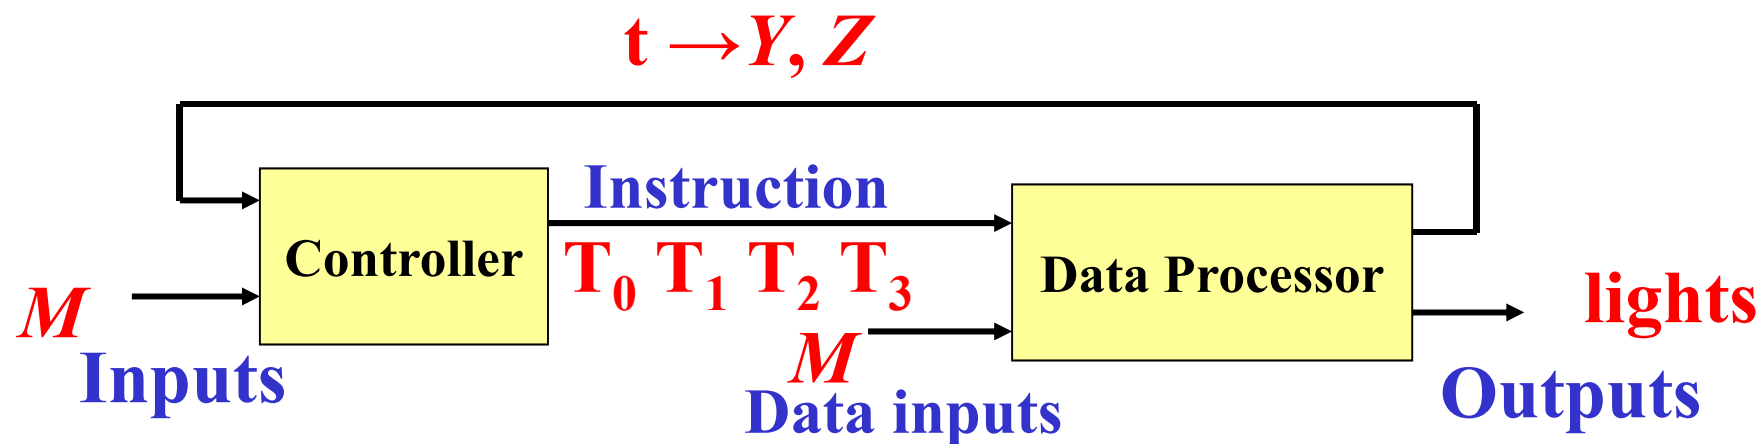 t → Y, Z
Instruction
Controller
T₀ T₁ T₂ T₃
Data Processor
M
lights
M
Inputs
Data inputs
Outputs